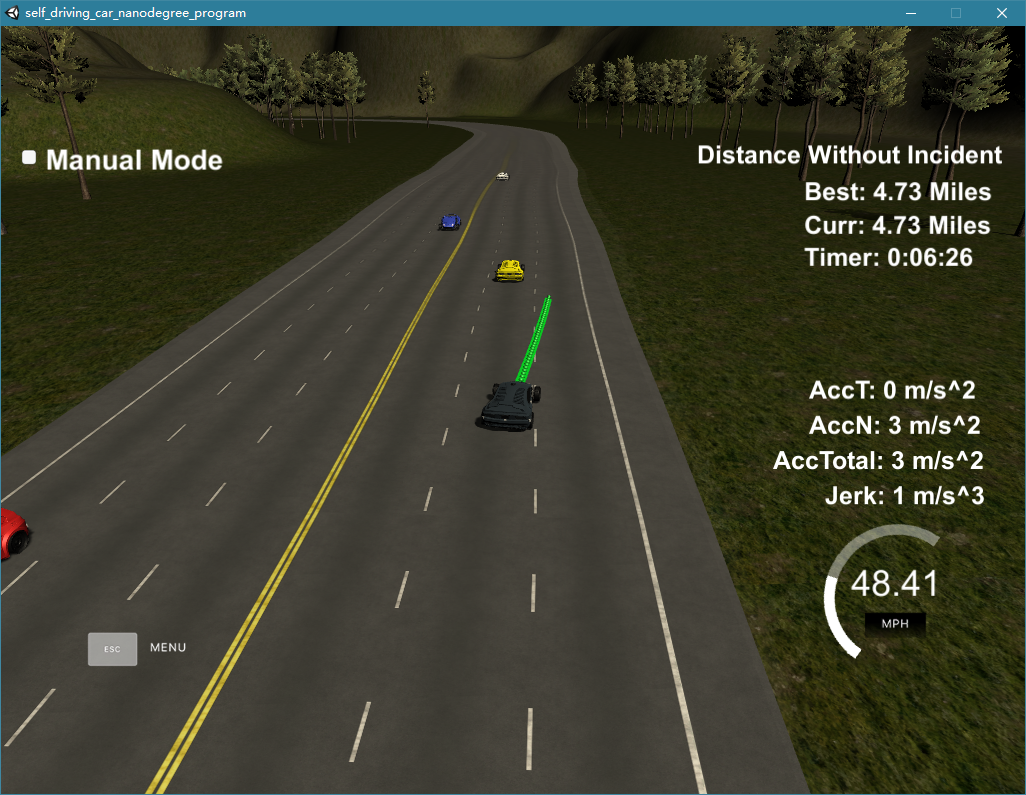 self_driving_car_nanodegree_program
Manual Mode
Distance Without Incident
Best: 4.73 Miles
Curr: 4.73 Miles
Timer: 0:06:26
AccT: 0 m/s^2
AccN: 3 m/s^2
AccTotal: 3 m/s^2
Jerk: 1 m/s^3
48.41
MPH
ESC MENU